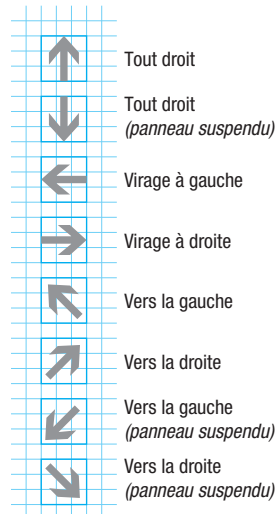 Tout droit
Tout droit
(panneau suspendu)
Virage à gauche
Virage à droite
Vers la gauche
Vers la droite
Vers la gauche
(panneau suspendu)
Vers la droite
(panneau suspendu)